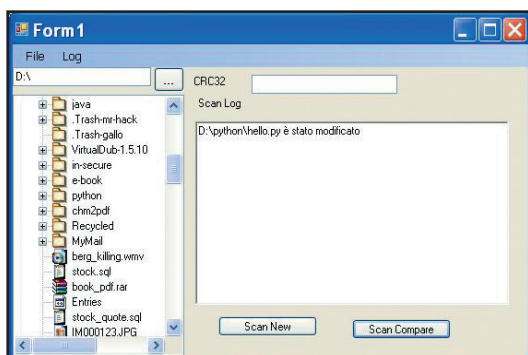 Form1
File Log
D:\
...
java
.Trash-mr-hack
.Trash-gallo
VirtualDub-1.5.10
in-secure
e-book
python
chm2pdf
Recycled
MyMail
berg_killing.wmv
stock.sql
book_pdf.rar
Entries
stock_quote.sql
IM000123.JPG
CRC32
Scan Log
D:\python\hello.py è stato modificato
Scan New
Scan Compare